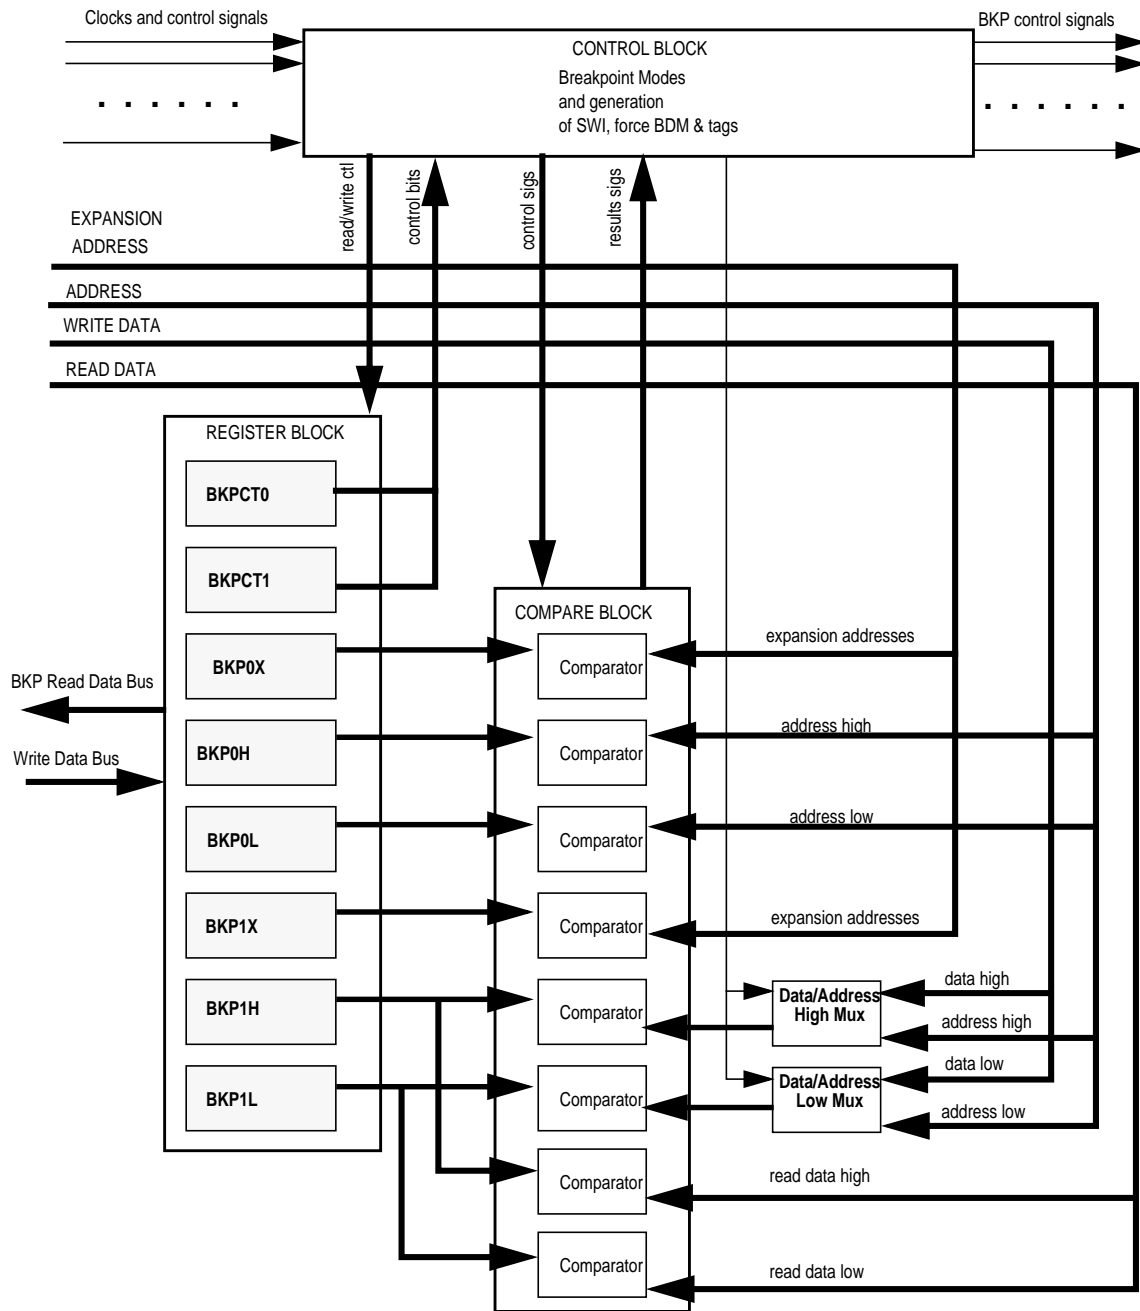 Clocks and control signals
BKP control signals
CONTROL BLOCK
Breakpoint Modes
and generation
of SWI, force BDM & tags
. . . . . .
. . . . . .
read/write ctl
control bits
control sigs
results sigs
EXPANSION
ADDRESS
ADDRESS
WRITE DATA
READ DATA
REGISTER BLOCK
BKPCT0
BKPCT1
COMPARE BLOCK
BKP0X
Comparator
expansion addresses
BKP Read Data Bus
BKP0H
Comparator
address high
Write Data Bus
BKP0L
Comparator
address low
BKP1X
Comparator
expansion addresses
BKP1H
Comparator
Data/Address
High Mux
data high
address high
BKP1L
Comparator
Data/Address
Low Mux
data low
address low
Comparator
read data high
Comparator
read data low